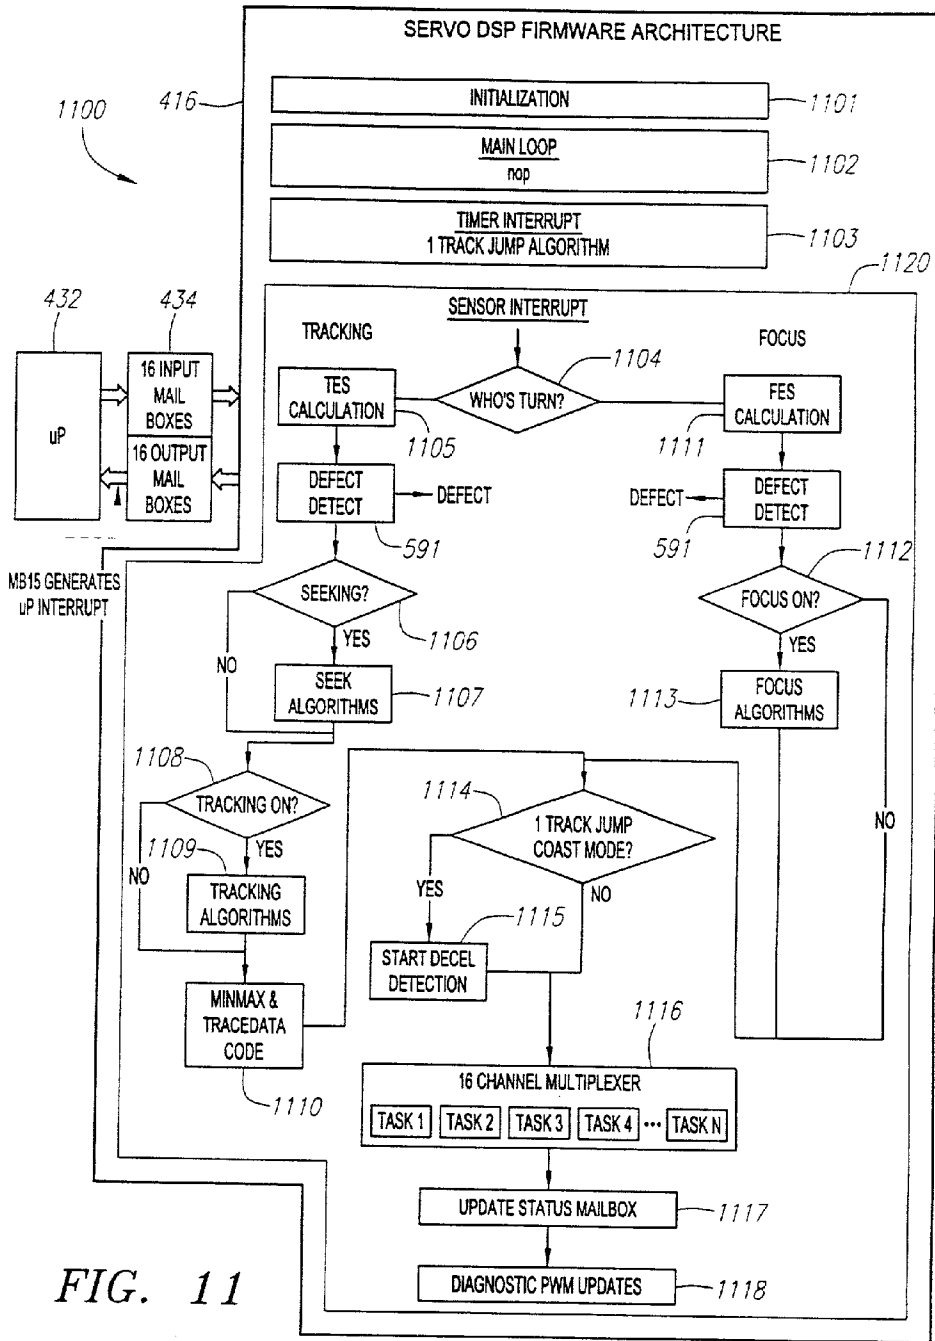 SERVO DSP FIRMWARE ARCHITECTURE
1100
416
INITIALIZATION
1101
MAIN LOOP
nop
1102
TIMER INTERRUPT
1 TRACK JUMP ALGORITHM
1103
1120
432
434
uP
16 INPUT
MAIL
BOXES
16 OUTPUT
MAIL
BOXES
MB15 GENERATES
uP INTERRUPT
SENSOR INTERRUPT
TRACKING
FOCUS
1104
WHO'S TURN?
TES
CALCULATION
1105
FES
CALCULATION
1111
DEFECT
DETECT
DEFECT
591
DEFECT
DEFECT
DETECT
591
SEEKING?
1106
YES
NO
SEEK
ALGORITHMS
1107
1112
FOCUS ON?
YES
NO
FOCUS
ALGORITHMS
1113
1108
TRACKING ON?
YES
NO
1109
TRACKING
ALGORITHMS
MINMAX &
TRACEDATA
CODE
1110
1114
1 TRACK JUMP
COAST MODE?
YES
NO
1115
START DECEL
DETECTION
1116
16 CHANNEL MULTIPLEXER
TASK 1 TASK 2 TASK 3 TASK 4 ••• TASK N
UPDATE STATUS MAILBOX
1117
DIAGNOSTIC PWM UPDATES
1118
FIG. 11